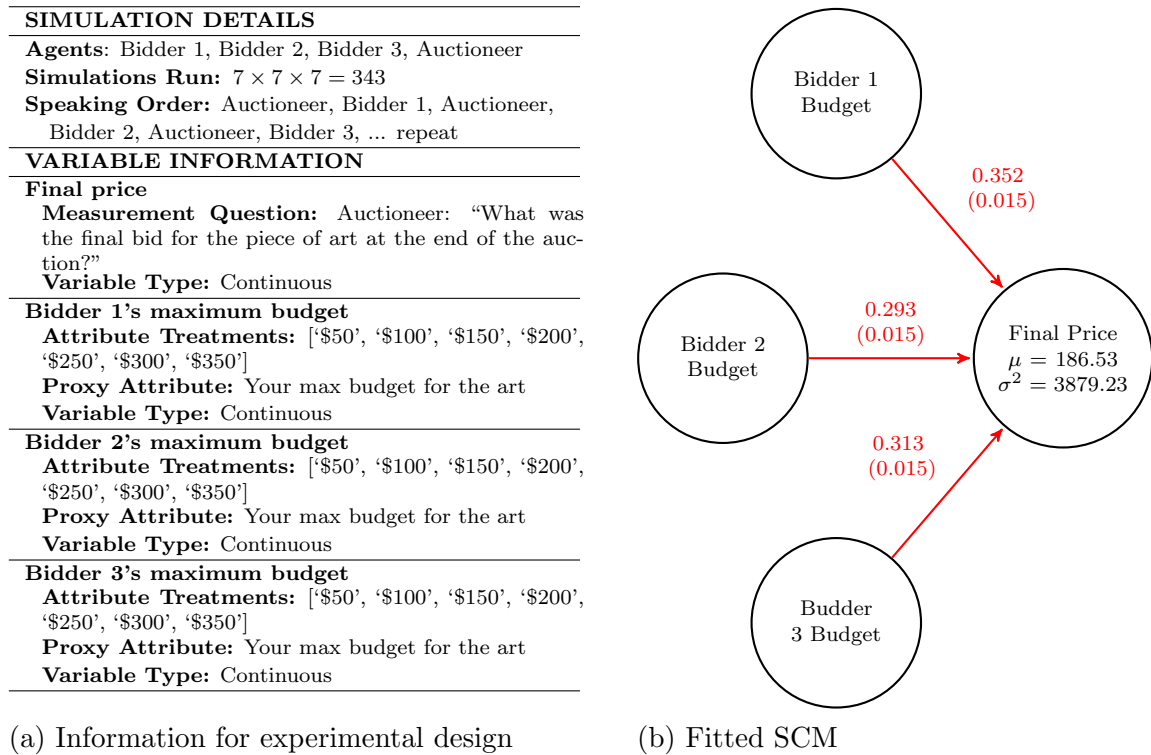 SIMULATION DETAILS
Agents: Bidder 1, Bidder 2, Bidder 3, Auctioneer
Simulations Run: 7 × 7 × 7 = 343
Speaking Order: Auctioneer, Bidder 1, Auctioneer,
Bidder 2, Auctioneer, Bidder 3, ... repeat
VARIABLE INFORMATION
Final price
Measurement Question: Auctioneer: “What was
the final bid for the piece of art at the end of the auc-
tion?”
Variable Type: Continuous
Bidder 1’s maximum budget
Attribute Treatments: [‘$50’, ‘$100’, ‘$150’, ‘$200’,
‘$250’, ‘$300’, ‘$350’]
Proxy Attribute: Your max budget for the art
Variable Type: Continuous
Bidder 2’s maximum budget
Attribute Treatments: [‘$50’, ‘$100’, ‘$150’, ‘$200’,
‘$250’, ‘$300’, ‘$350’]
Proxy Attribute: Your max budget for the art
Variable Type: Continuous
Bidder 3’s maximum budget
Attribute Treatments: [‘$50’, ‘$100’, ‘$150’, ‘$200’,
‘$250’, ‘$300’, ‘$350’]
Proxy Attribute: Your max budget for the art
Variable Type: Continuous
(a) Information for experimental design
Bidder 1
Budget
0.352
(0.015)
Bidder 2
Budget
0.293
(0.015)
Final Price
μ = 186.53
σ² = 3879.23
0.313
(0.015)
Budder
3 Budget
(b) Fitted SCM